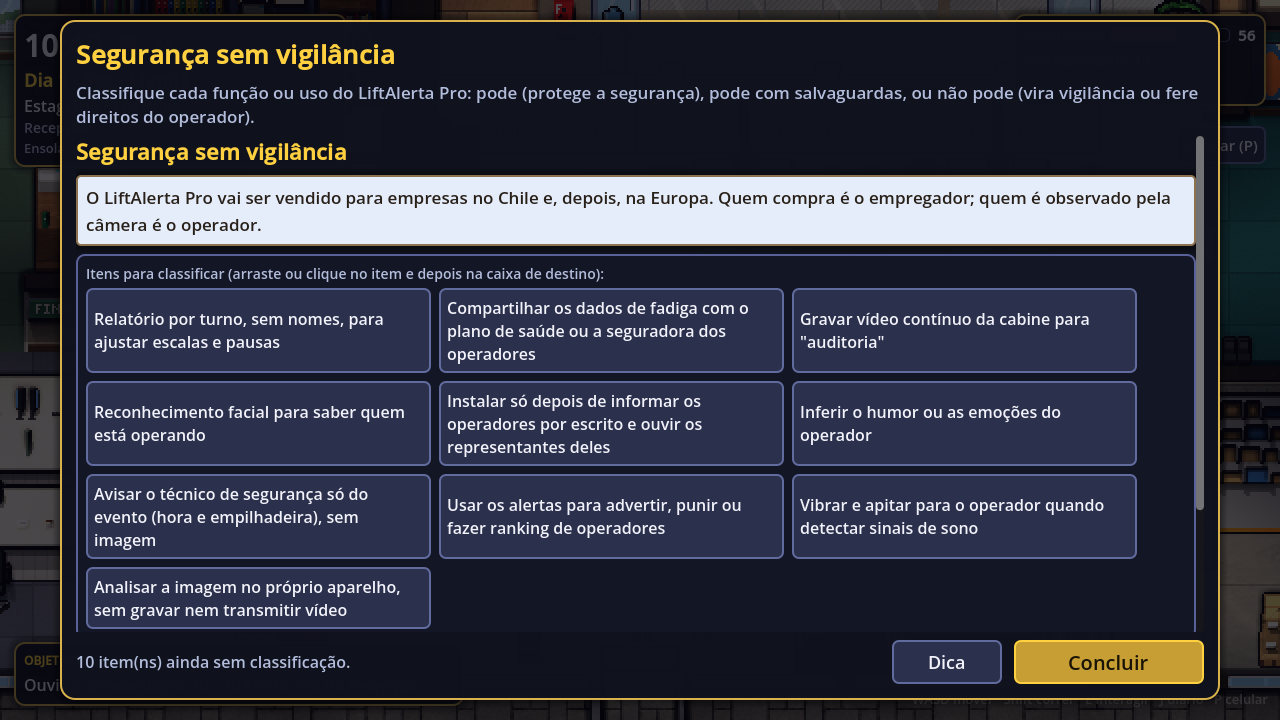 Segurança sem vigilância
Classifique cada função ou uso do LiftAlerta Pro: pode (protege a segurança), pode com salvaguardas, ou não pode (vira vigilância ou fere
direitos do operador).
Segurança sem vigilância
O LiftAlerta Pro vai ser vendido para empresas no Chile e, depois, na Europa. Quem compra é o empregador; quem é observado pela
câmera é o operador.
Itens para classificar (arraste ou clique no item e depois na caixa de destino):
Relatório por turno, sem nomes, para
ajustar escalas e pausas
Compartilhar os dados de fadiga com o
plano de saúde ou a seguradora dos
operadores
Gravar vídeo contínuo da cabine para
"auditoria"
Reconhecimento facial para saber quem
está operando
Instalar só depois de informar os
operadores por escrito e ouvir os
representantes deles
Inferir o humor ou as emoções do
operador
Avisar o técnico de segurança só do
evento (hora e empilhadeira), sem
imagem
Usar os alertas para advertir, punir ou
fazer ranking de operadores
Vibrar e apitar para o operador quando
detectar sinais de sono
Analisar a imagem no próprio aparelho,
sem gravar nem transmitir vídeo
10 item(ns) ainda sem classificação.
Dica
Concluir
10
Dia
56
ar (P)
FIN